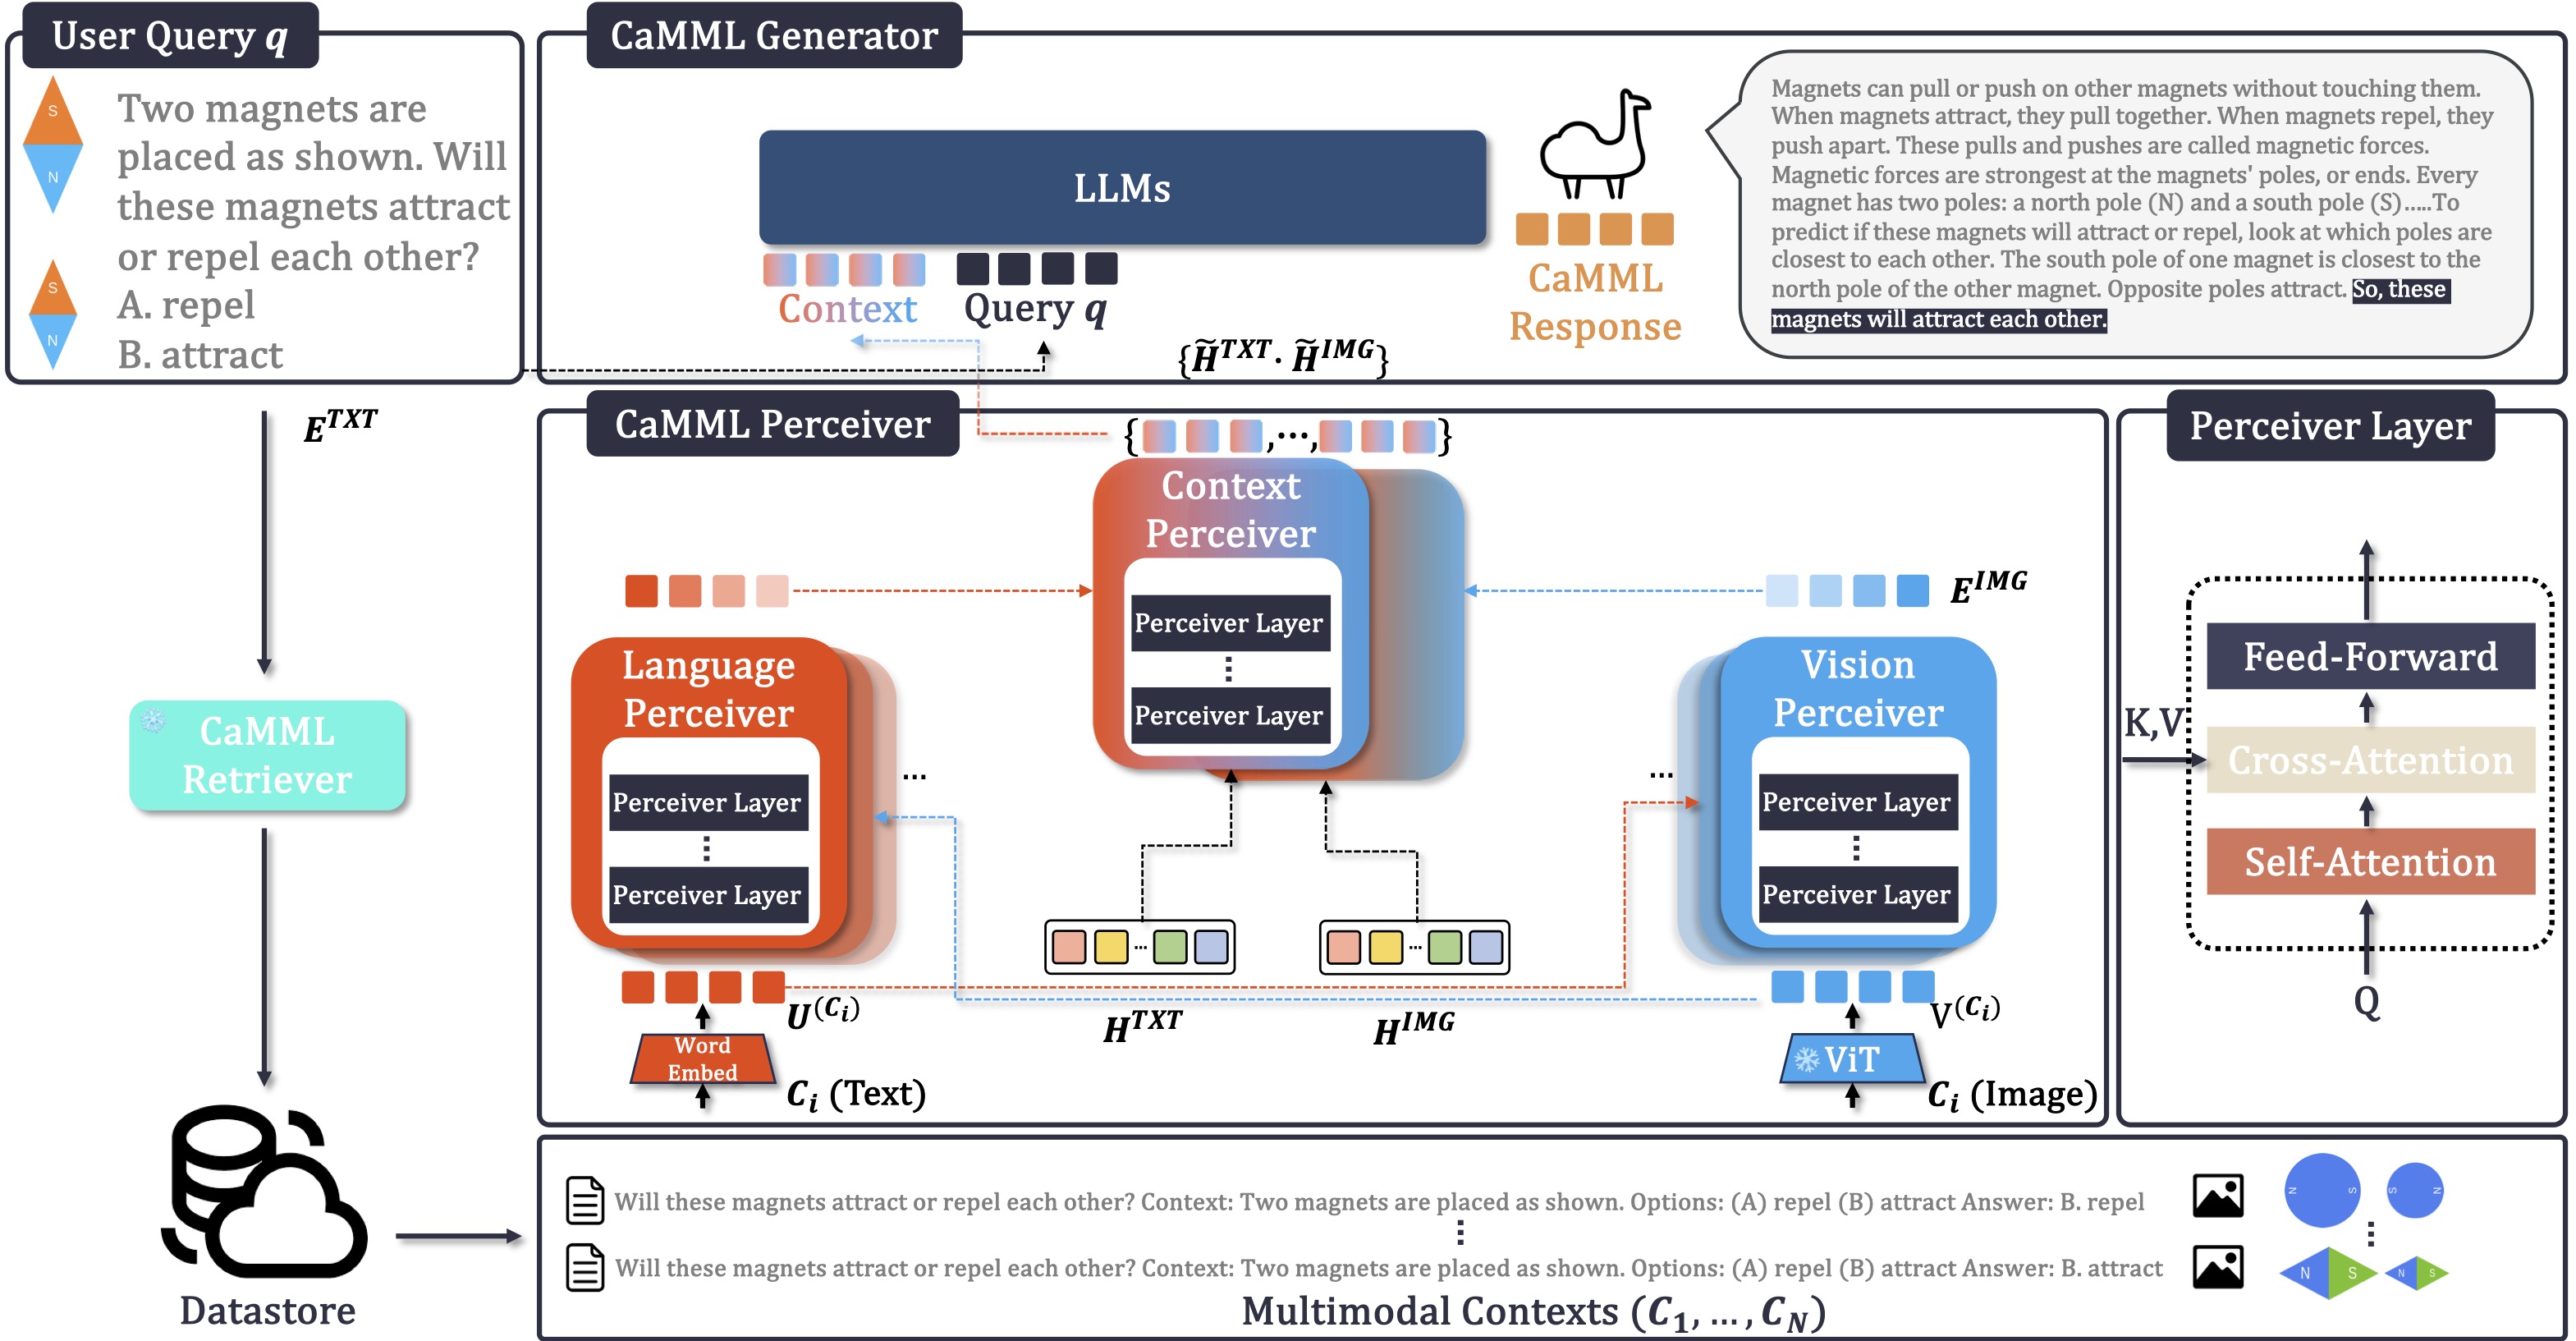 User Query q
S
N
Two magnets are
placed as shown. Will
these magnets attract
or repel each other?
S
N
A. repel
B. attract
CaMML Generator
LLMs
Context
Query q
CaMML
Response
Magnets can pull or push on other magnets without touching them.
When magnets attract, they pull together. When magnets repel, they
push apart. These pulls and pushes are called magnetic forces.
Magnetic forces are strongest at the magnets' poles, or ends. Every
magnet has two poles: a north pole (N) and a south pole (S).....To
predict if these magnets will attract or repel, look at which poles are
closest to each other. The south pole of one magnet is closest to the
north pole of the other magnet. Opposite poles attract. So, these
magnets will attract each other.
{H̃^TXT · H̃^IMG}
E^TXT
CaMML
Retriever
Datastore
CaMML Perceiver
{ ,..., }
Context
Perceiver
Perceiver Layer
⋮
Perceiver Layer
E^IMG
Language
Perceiver
Perceiver Layer
⋮
Perceiver Layer
...
Vision
Perceiver
Perceiver Layer
⋮
Perceiver Layer
...
...
...
U^(C_i)
H^TXT
H^IMG
V^(C_i)
Word
Embed
C_i (Text)
ViT
C_i (Image)
Perceiver Layer
Feed-Forward
K,V
Cross-Attention
Self-Attention
Q
Will these magnets attract or repel each other? Context: Two magnets are placed as shown. Options: (A) repel (B) attract Answer: B. repel
N S S N
⋮
Will these magnets attract or repel each other? Context: Two magnets are placed as shown. Options: (A) repel (B) attract Answer: B. attract
N S N S
Multimodal Contexts (C_1, ..., C_N)